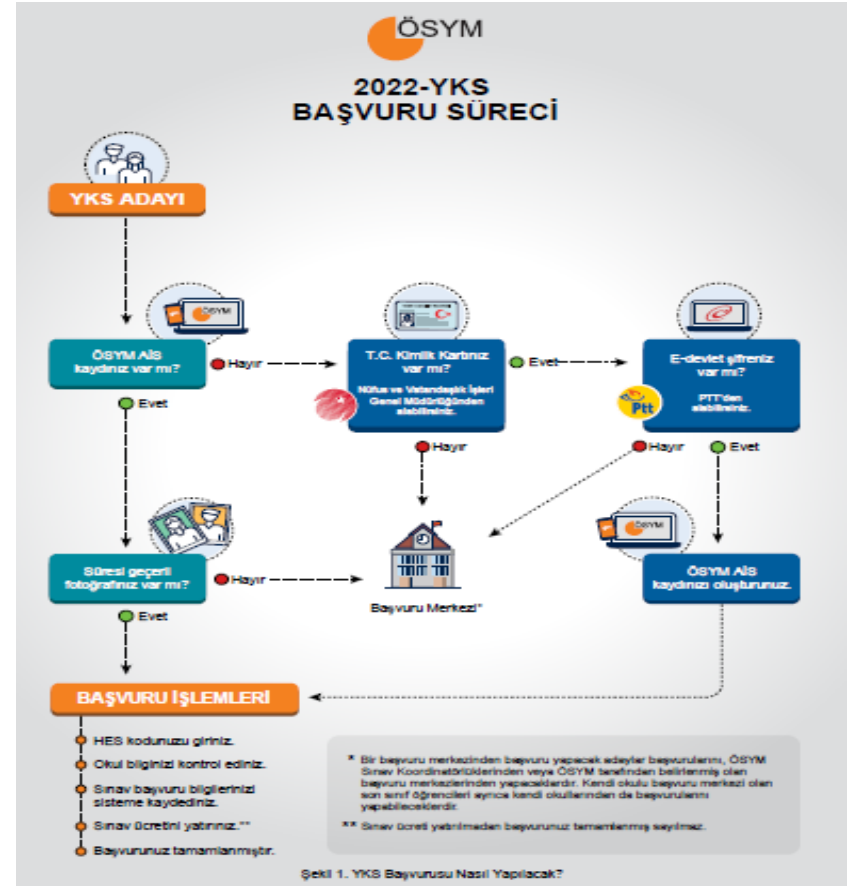 ÖSYM
2022-YKS
BAŞVURU SÜRECİ
YKS ADAYI
ÖSYM
ÖSYM AİS
kaydınız var mı?
Hayır
T.C. Kimlik Kartınız
var mı?
Nüfus ve Vatandaşlık İşleri
Genel Müdürlüğünden
alabilirsiniz.
Evet
E-devlet şifreniz
var mı?
Ptt
PTT'den
alabilirsiniz.
Evet
Hayır
Hayır
Evet
ÖSYM
Süresi geçerli
fotoğrafınız var mı?
Hayır
Başvuru Merkezi*
ÖSYM AİS
kaydınızı oluşturunuz.
Evet
BAŞVURU İŞLEMLERİ
HES kodunuzu giriniz.
Okul bilginizi kontrol ediniz.
Sınav başvuru bilgilerinizi
sisteme kaydediniz.
Sınav ücretini yatırınız.**
Başvurunuz tamamlanmıştır.
* Bir başvuru merkezinden başvuru yapacak adaylar başvurularını, ÖSYM
Sınav Koordinatörlüklerinden veya ÖSYM tarafından belirlenmiş olan
başvuru merkezlerinden yapacaklardır. Kendi okulu başvuru merkezi olan
son sınıf öğrencileri ayrıca kendi okullarından da başvurularını
yapabileceklerdir.
** Sınav ücreti yatırılmadan başvurunuz tamamlanmış sayılmaz.
Şekil 1. YKS Başvurusu Nasıl Yapılacak?